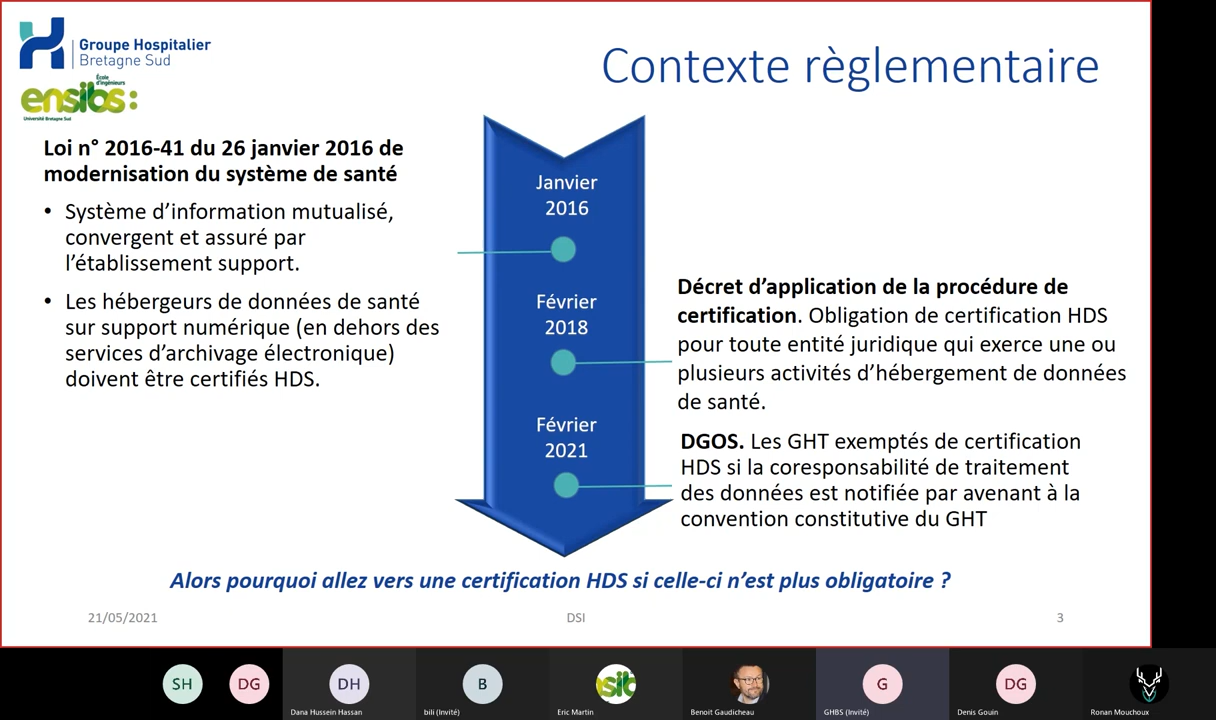 Groupe Hospitalier
Bretagne Sud
École
d'ingénieurs
ensibs:
Université Bretagne Sud
Contexte règlementaire
Loi n° 2016-41 du 26 janvier 2016 de
modernisation du système de santé
• Système d'information mutualisé,
convergent et assuré par
l'établissement support.
• Les hébergeurs de données de santé
sur support numérique (en dehors des
services d'archivage électronique)
doivent être certifiés HDS.
Janvier
2016
Février
2018
Février
2021
Décret d'application de la procédure de
certification. Obligation de certification HDS
pour toute entité juridique qui exerce une ou
plusieurs activités d'hébergement de données
de santé.
DGOS. Les GHT exemptés de certification
HDS si la coresponsabilité de traitement
des données est notifiée par avenant à la
convention constitutive du GHT
Alors pourquoi allez vers une certification HDS si celle-ci n'est plus obligatoire ?
21/05/2021
DSI
3
SH
DG
DH
B
sib
G
DG
Dana Hussein Hassan
bili (Invité)
Eric Martin
Benoit Gaudicheau
GHBS (Invité)
Denis Gouin
Ronan Mouchoux